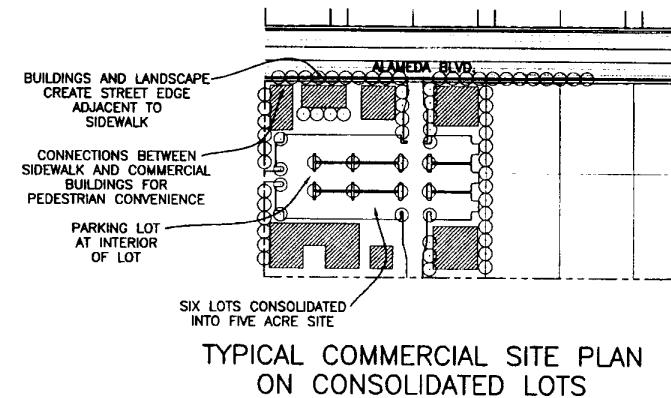 ALAMEDA BLVD.
BUILDINGS AND LANDSCAPE
CREATE STREET EDGE
ADJACENT TO
SIDEWALK
CONNECTIONS BETWEEN
SIDEWALK AND COMMERCIAL
BUILDINGS FOR
PEDESTRIAN CONVENIENCE
PARKING LOT
AT INTERIOR
OF LOT
SIX LOTS CONSOLIDATED
INTO FIVE ACRE SITE
TYPICAL COMMERCIAL SITE PLAN
ON CONSOLIDATED LOTS